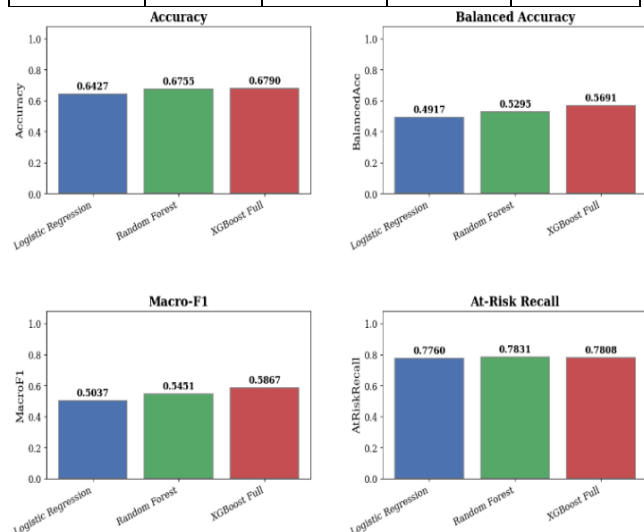 Accuracy
1.0
0.8
0.6
0.4
0.2
0.0
Accuracy
0.6427
0.6755
0.6790
Logistic Regression
Random Forest
XGBoost Full
Balanced Accuracy
1.0
0.8
0.6
0.4
0.2
0.0
BalancedAcc
0.4917
0.5295
0.5691
Logistic Regression
Random Forest
XGBoost Full
Macro-F1
1.0
0.8
0.6
0.4
0.2
0.0
MacroF1
0.5037
0.5451
0.5867
Logistic Regression
Random Forest
XGBoost Full
At-Risk Recall
1.0
0.8
0.6
0.4
0.2
0.0
AtRiskRecall
0.7760
0.7831
0.7808
Logistic Regression
Random Forest
XGBoost Full